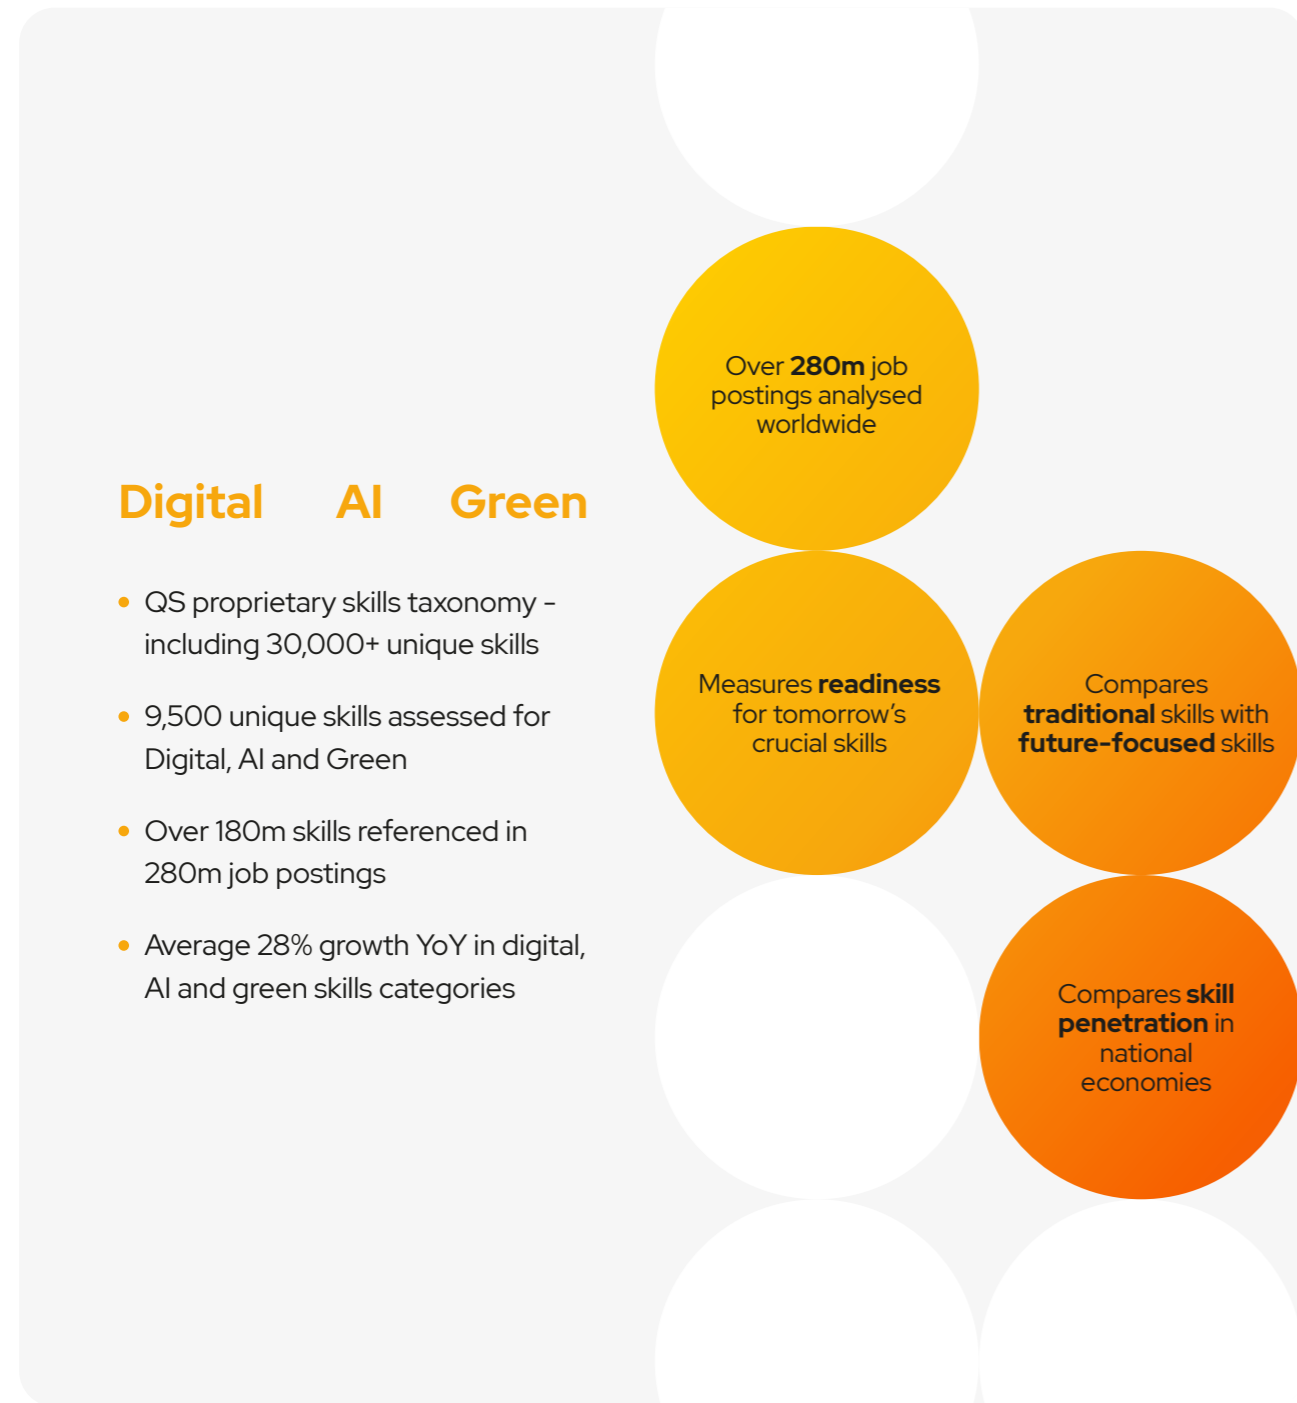 Digital AI Green
QS proprietary skills taxonomy -
including 30,000+ unique skills
9,500 unique skills assessed for
Digital, AI and Green
Over 180m skills referenced in
280m job postings
Average 28% growth YoY in digital,
AI and green skills categories
Over 280m job
postings analysed
worldwide
Measures readiness
for tomorrow's
crucial skills
Compares
traditional skills with
future-focused skills
Compares skill
penetration in
national
economies